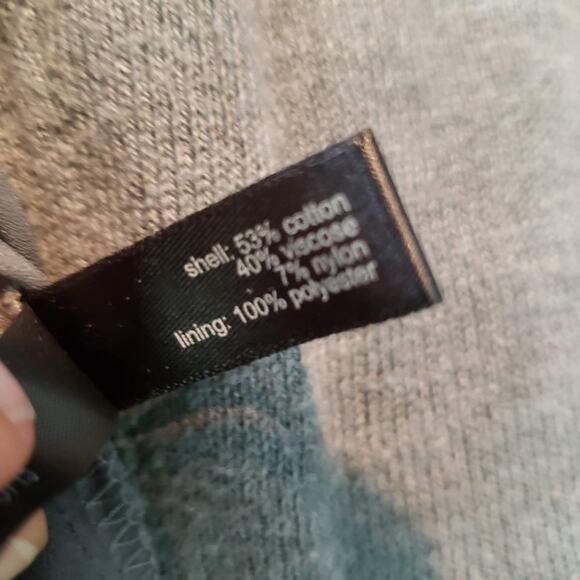 shell: 53% cotton
40% viscose
7% nylon
lining: 100% polyester